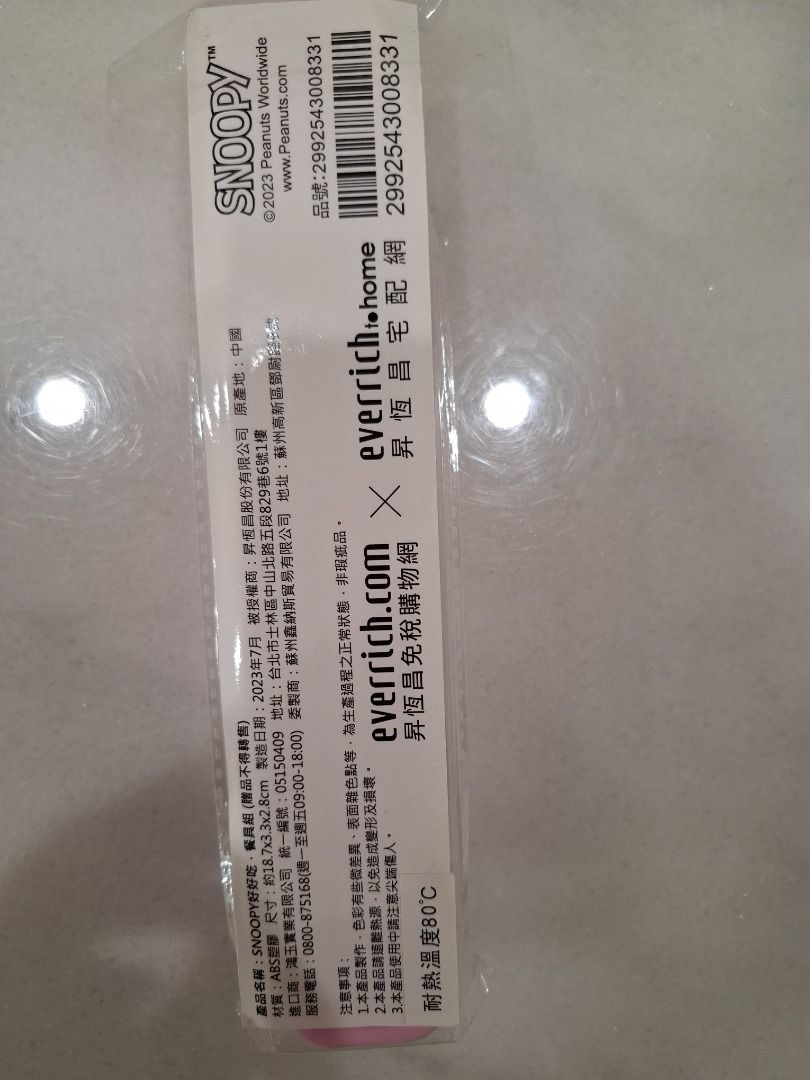 產品名稱：SNOOPY好好吃．餐具組 (贈品不得轉售)
材質：ABS塑膠 尺寸：約18.7x3.3x2.8cm 製造日期：2023年7月 被授權商：昇恆昌股份有限公司 原產地：中國
進口商：鴻玉實業有限公司 統一編號：05150409 地址：台北市士林區中山北路五段829巷6號1樓
服務電話：0800-875168(週一至週五09:00-18:00) 委製商：蘇州鑫納斯貿易有限公司 地址：蘇州高新區鄧尉路
注意事項：
1.本產品製作．色彩有些微差異、表面雜色點等．為生產過程之正常狀態．非瑕疵品。
2.本產品請遠離熱源．以免造成變形及損壞。
3.本產品使用中請注意尖端傷人。
耐熱溫度80°C
everrich.com
昇恆昌免稅購物網
×
everrich to home
昇恆昌宅配網
SNOOPY™
©2023 Peanuts Worldwide
www.Peanuts.com
品號:2992543008331
2992543008331